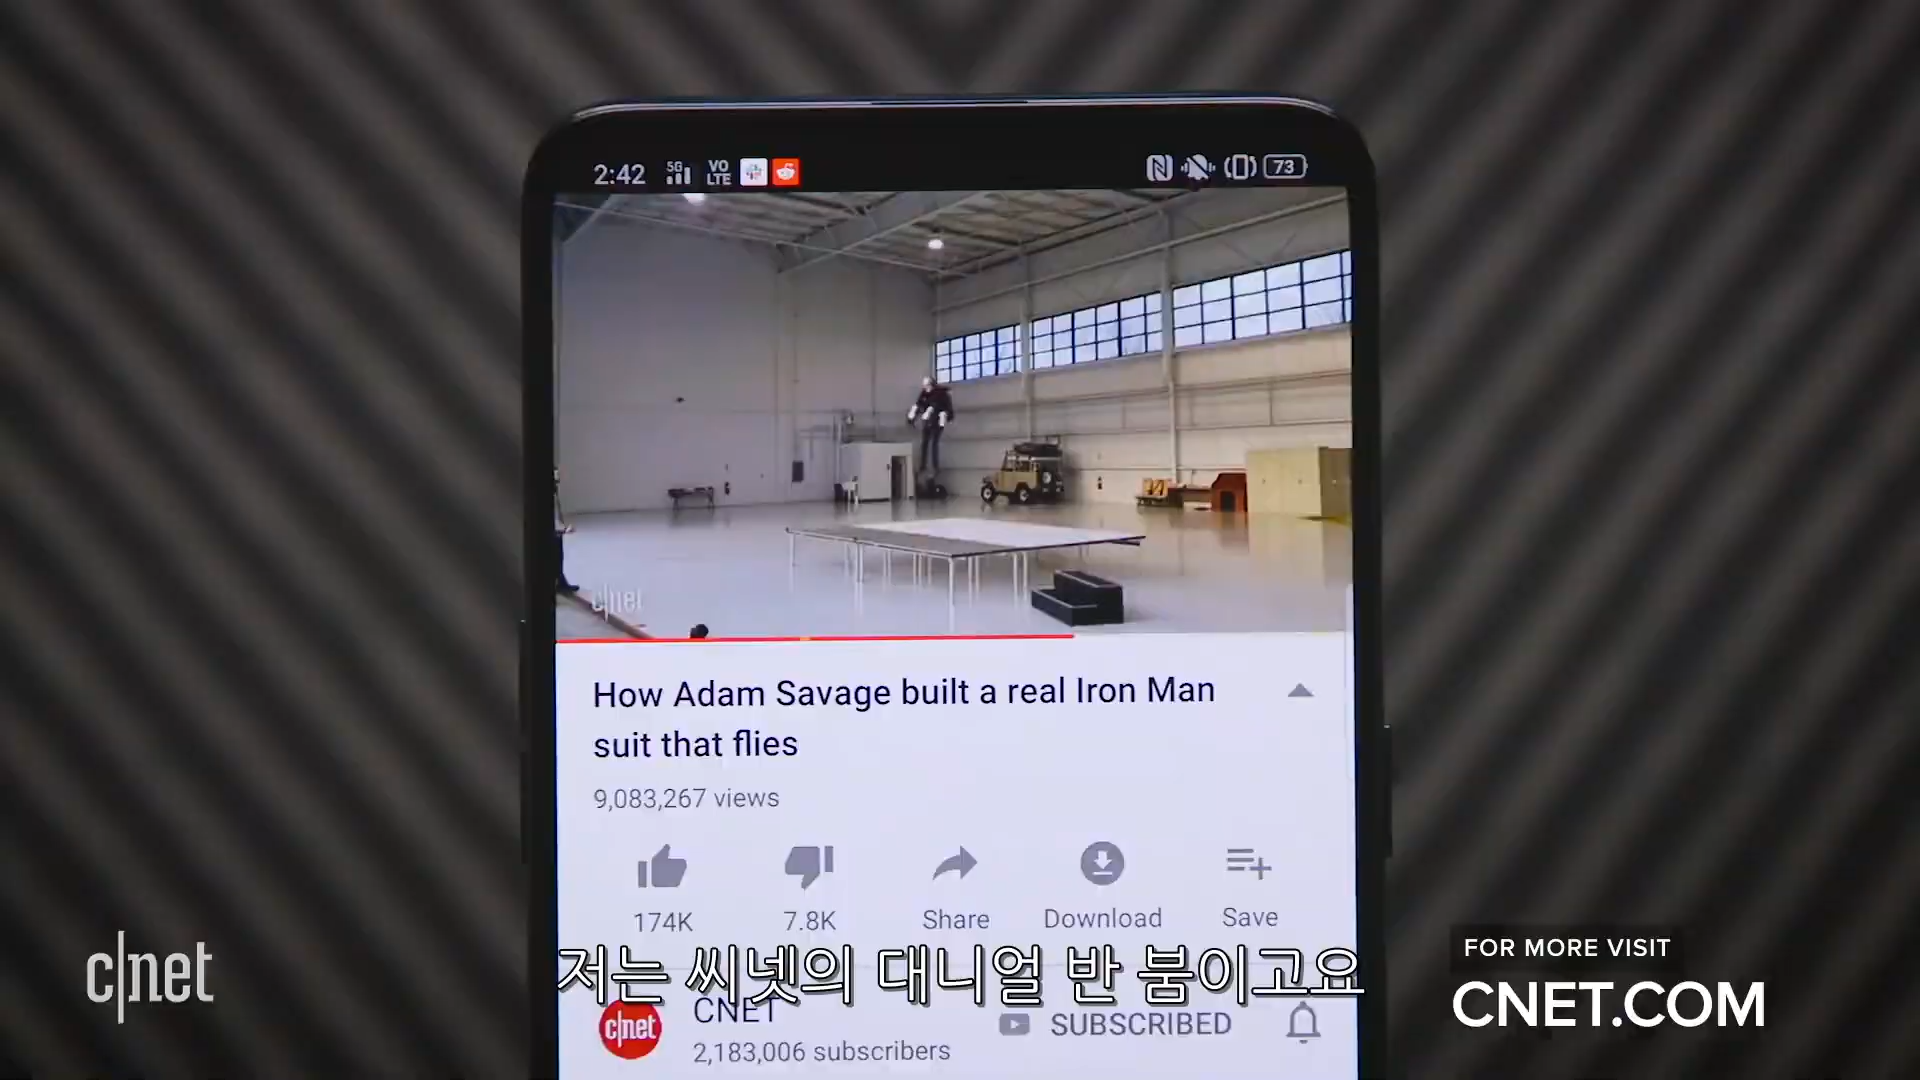 2:42 5G VO LTE 73
cnet
How Adam Savage built a real Iron Man
suit that flies
9,083,267 views
174K 7.8K Share Download Save
저는 씨넷의 대니얼 반 붐이고요
CNET
SUBSCRIBED
cnet
2,183,006 subscribers
c|net
FOR MORE VISIT
CNET.COM